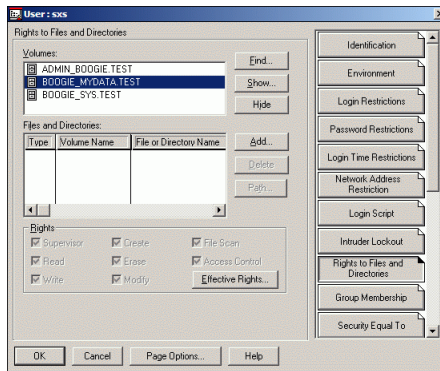 User : sxs
Rights to Files and Directories
Volumes:
ADMIN_BOOGIE.TEST
BOOGIE_MYDATA.TEST
BOOGIE_SYS.TEST
Find...
Show...
Hide
Files and Directories:
Type Volume Name File or Directory Name
Add...
Delete
Path...
Rights
Supervisor Create File Scan
Read Erase Access Control
Write Modify Effective Rights...
Identification
Environment
Login Restrictions
Password Restrictions
Login Time Restrictions
Network Address
Restriction
Login Script
Intruder Lockout
Rights to Files and
Directories
Group Membership
Security Equal To
OK Cancel Page Options... Help